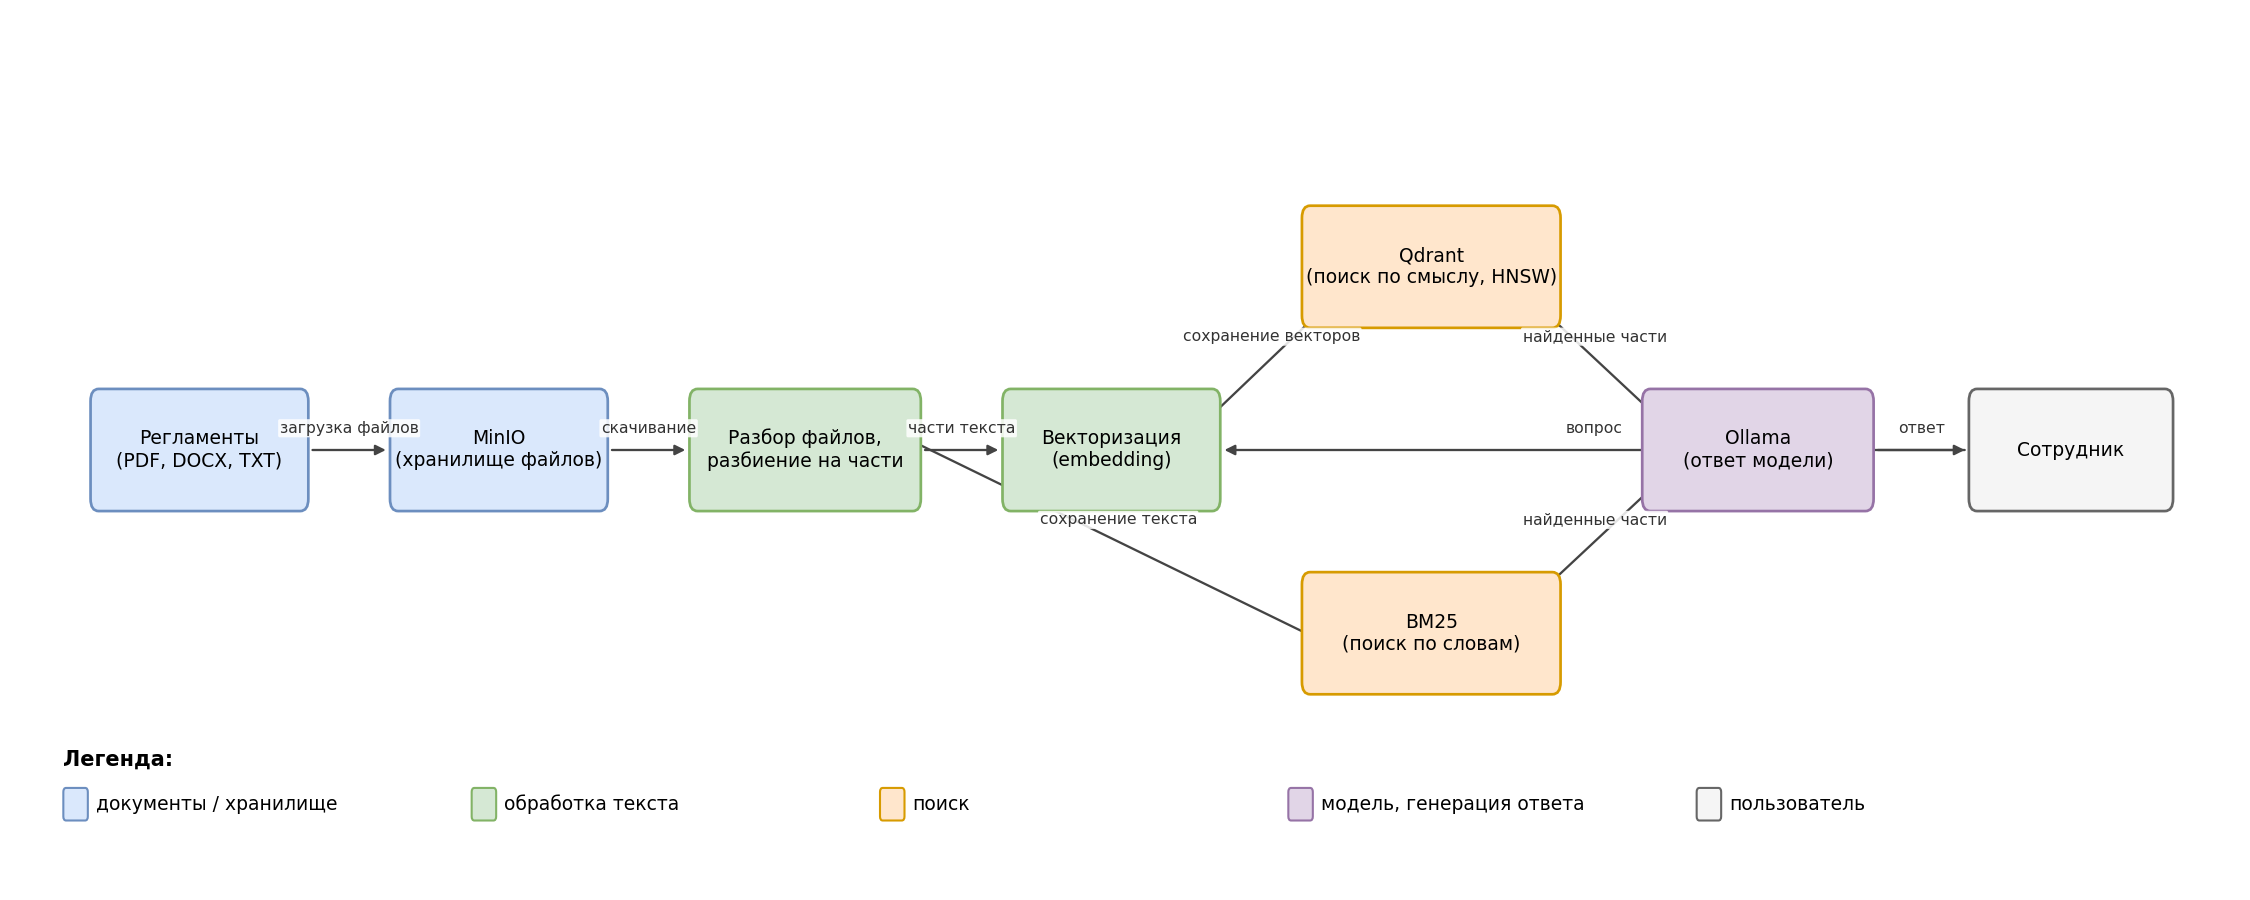 Qdrant
(поиск по смыслу, HNSW)
сохранение векторов
найденные части
Регламенты
(PDF, DOCX, TXT)
загрузка файлов
MinIO
(хранилище файлов)
скачивание
Разбор файлов,
разбиение на части
части текста
Векторизация
(embedding)
вопрос
Ollama
(ответ модели)
ответ
Сотрудник
сохранение текста
найденные части
BM25
(поиск по словам)
Легенда:
документы / хранилище
обработка текста
поиск
модель, генерация ответа
пользователь